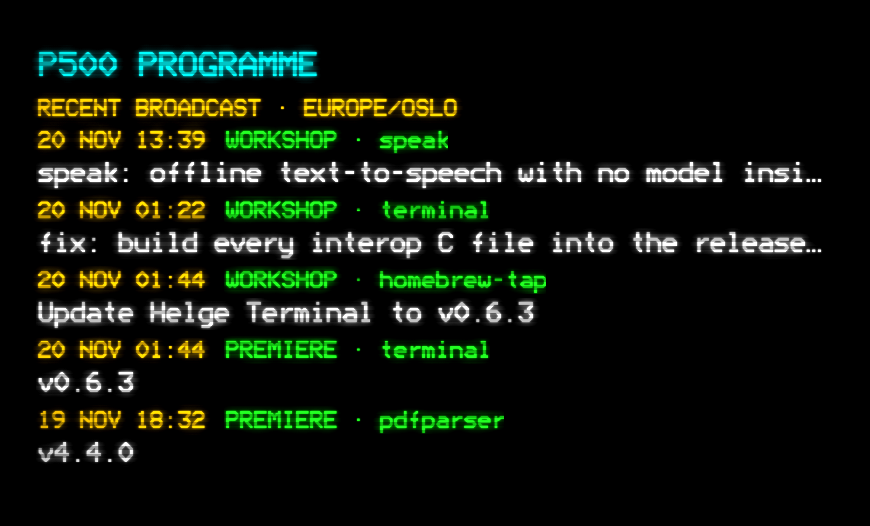 P500 PROGRAMME
RECENT BROADCAST · EUROPE/OSLO
20 NOV 13:39 WORKSHOP · speak
speak: offline text-to-speech with no model insi…
20 NOV 01:22 WORKSHOP · terminal
fix: build every interop C file into the release…
20 NOV 01:44 WORKSHOP · homebrew-tap
Update Helge Terminal to v0.6.3
20 NOV 01:44 PREMIERE · terminal
v0.6.3
19 NOV 18:32 PREMIERE · pdfparser
v4.4.0